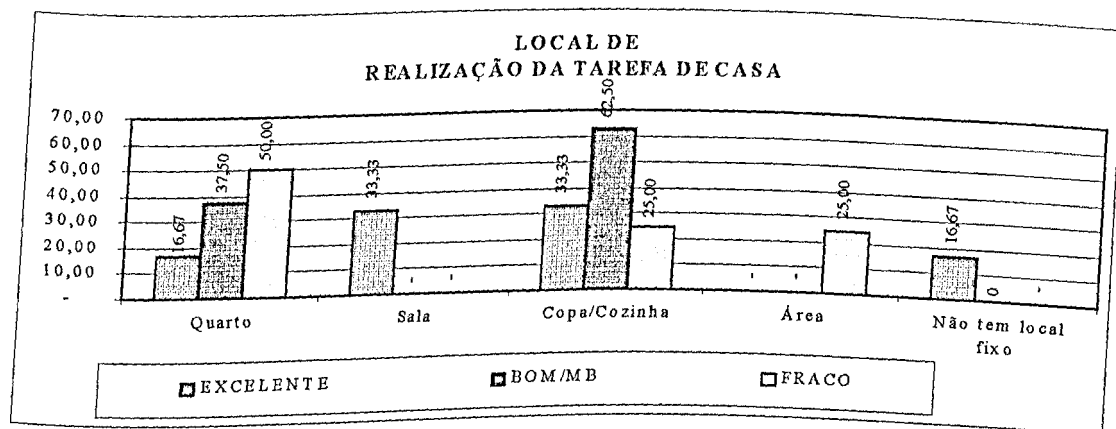 LOCAL DE
REALIZAÇÃO DA TAREFA DE CASA
70,00
60,00
50,00
40,00
30,00
20,00
10,00
-
16,67
37,50
50,00
33,33
- -
33,33
62,50
25,00
- -
25,00
16,67
0
-
Quarto
Sala
Copa/Cozinha
Área
Não tem local
fixo
EXCELENTE
BOM/MB
FRACO